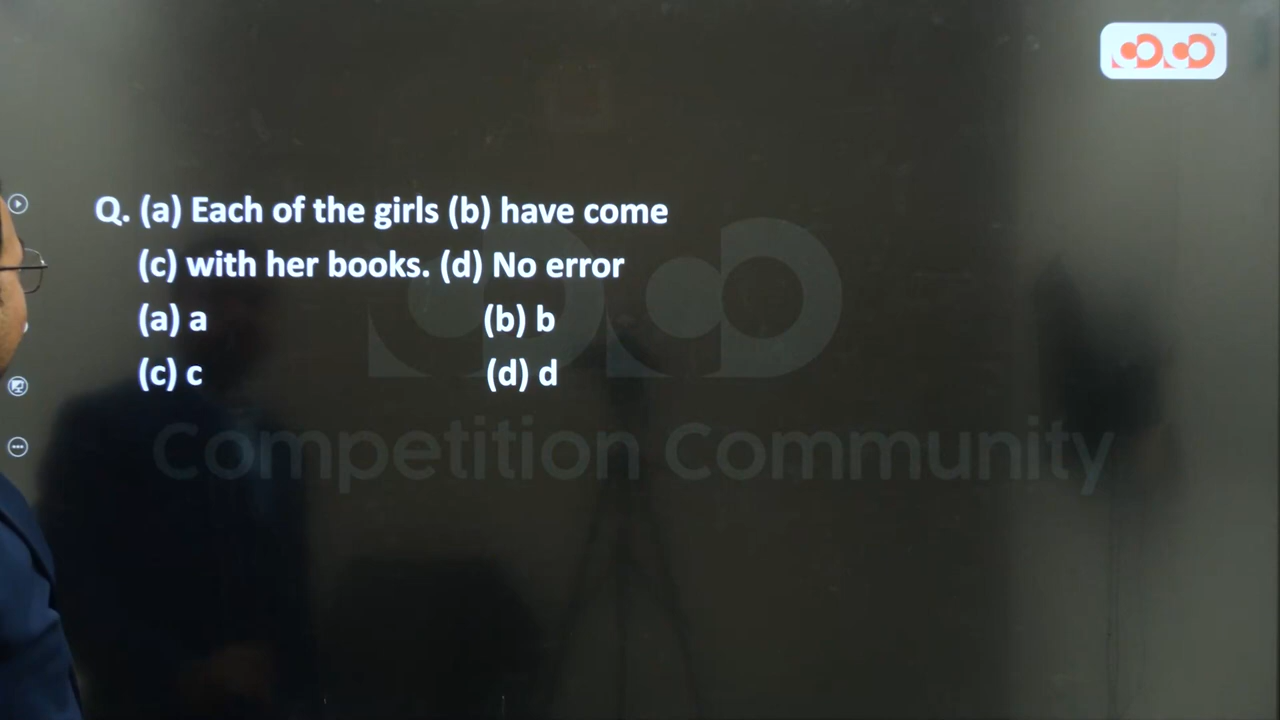 Q. (a) Each of the girls (b) have come
(c) with her books. (d) No error
(a) a (b) b
(c) c (d) d
Competition Community